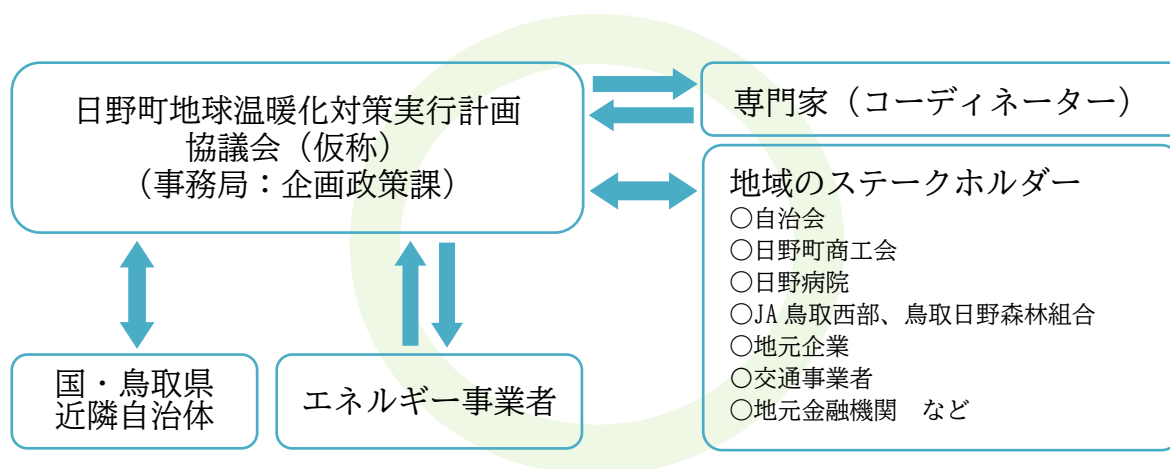 日野町地球温暖化対策実行計画
協議会（仮称）
（事務局：企画政策課）
専門家（コーディネーター）
地域のステークホルダー
○自治会
○日野町商工会
○日野病院
○JA 鳥取西部、鳥取日野森林組合
○地元企業
○交通事業者
○地元金融機関　など
国・鳥取県
近隣自治体
エネルギー事業者